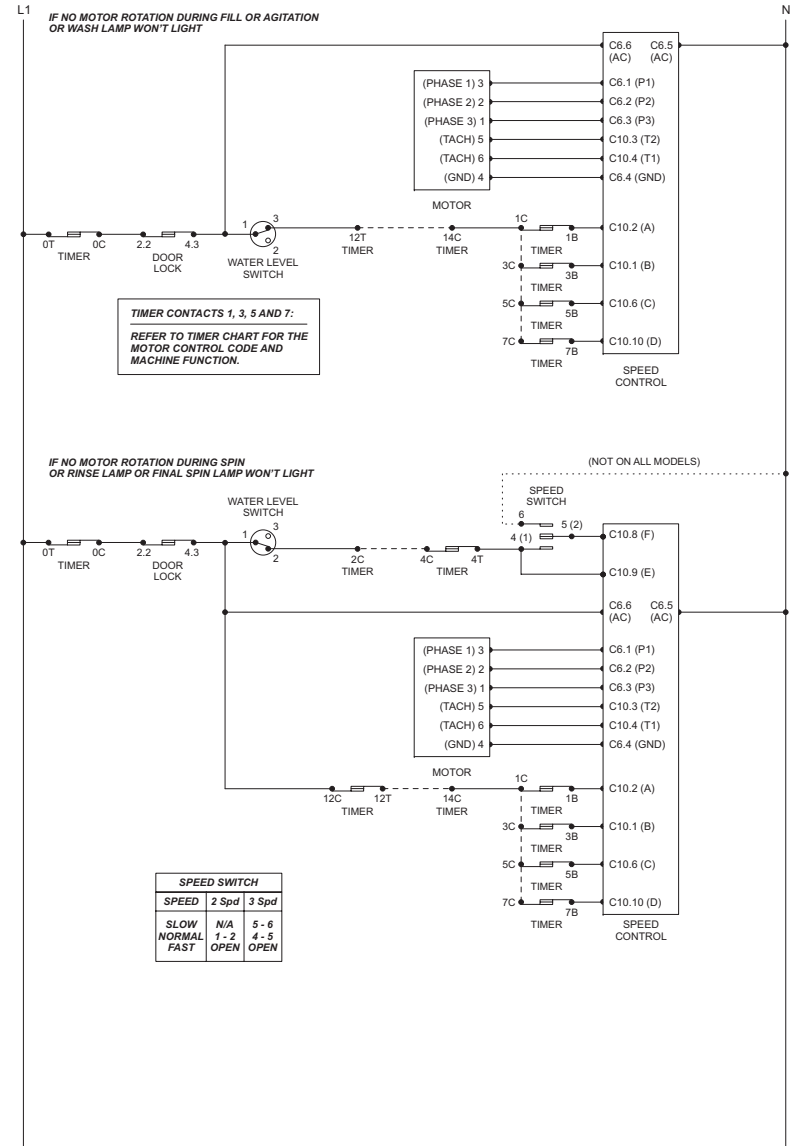 L1
N
IF NO MOTOR ROTATION DURING FILL OR AGITATION
OR WASH LAMP WON'T LIGHT
C6.6 C6.5
(AC) (AC)
(PHASE 1) 3
C6.1 (P1)
(PHASE 2) 2
C6.2 (P2)
(PHASE 3) 1
C6.3 (P3)
(TACH) 5
C10.3 (T2)
(TACH) 6
C10.4 (T1)
(GND) 4
C6.4 (GND)
MOTOR
0T
0C
TIMER
2.2
4.3
DOOR
LOCK
1
3
2
WATER LEVEL
SWITCH
12T
TIMER
14C
TIMER
1C
1B
TIMER
C10.2 (A)
3C
3B
TIMER
C10.1 (B)
5C
5B
TIMER
C10.6 (C)
7C
7B
TIMER
C10.10 (D)
SPEED
CONTROL
TIMER CONTACTS 1, 3, 5 AND 7:
REFER TO TIMER CHART FOR THE
MOTOR CONTROL CODE AND
MACHINE FUNCTION.
IF NO MOTOR ROTATION DURING SPIN
OR RINSE LAMP OR FINAL SPIN LAMP WON'T LIGHT
(NOT ON ALL MODELS)
WATER LEVEL
SWITCH
SPEED
SWITCH
6
5 (2)
4 (1)
C10.8 (F)
0T
0C
TIMER
2.2
4.3
DOOR
LOCK
1
3
2
2C
TIMER
4C
4T
TIMER
C10.9 (E)
C6.6 C6.5
(AC) (AC)
(PHASE 1) 3
C6.1 (P1)
(PHASE 2) 2
C6.2 (P2)
(PHASE 3) 1
C6.3 (P3)
(TACH) 5
C10.3 (T2)
(TACH) 6
C10.4 (T1)
(GND) 4
C6.4 (GND)
MOTOR
12C
12T
TIMER
14C
TIMER
1C
1B
TIMER
C10.2 (A)
3C
3B
TIMER
C10.1 (B)
5C
5B
TIMER
C10.6 (C)
7C
7B
TIMER
C10.10 (D)
SPEED
CONTROL
SPEED SWITCH
SPEED 2 Spd 3 Spd
SLOW N/A 5 - 6
NORMAL 1 - 2 4 - 5
FAST OPEN OPEN